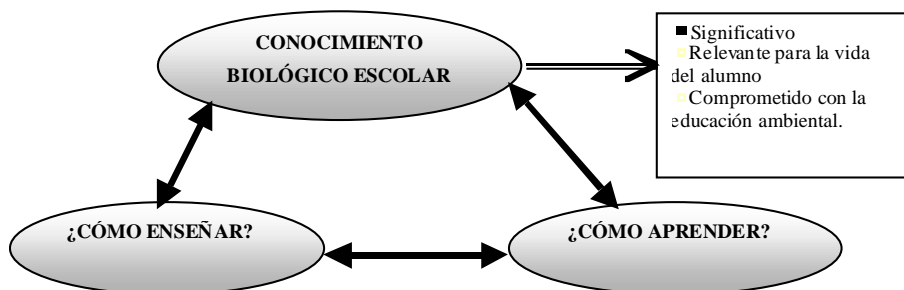 CONOCIMIENTO
BIOLÓGICO ESCOLAR
Significativo
Relevante para la vida
del alumno
Comprometido con la
educación ambiental.
¿CÓMO ENSEÑAR?
¿CÓMO APRENDER?